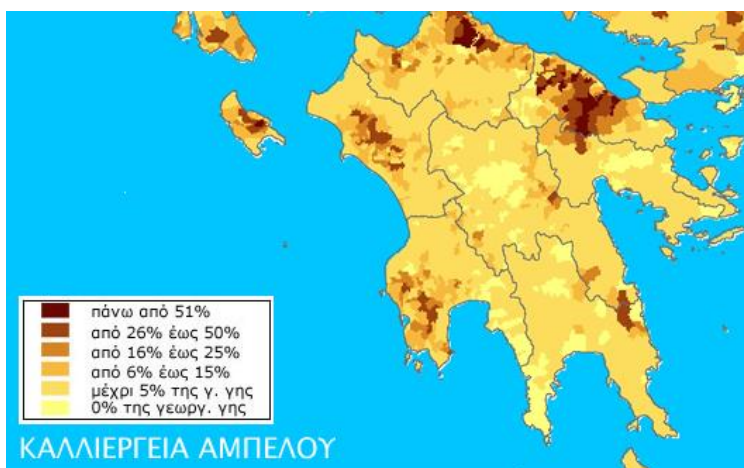 πάνω από 51%
από 26% έως 50%
από 16% έως 25%
από 6% έως 15%
μέχρι 5% της γ. γης
0% της γεωργ. γης
ΚΑΛΛΙΕΡΓΕΙΑ ΑΜΠΕΛΟΥ